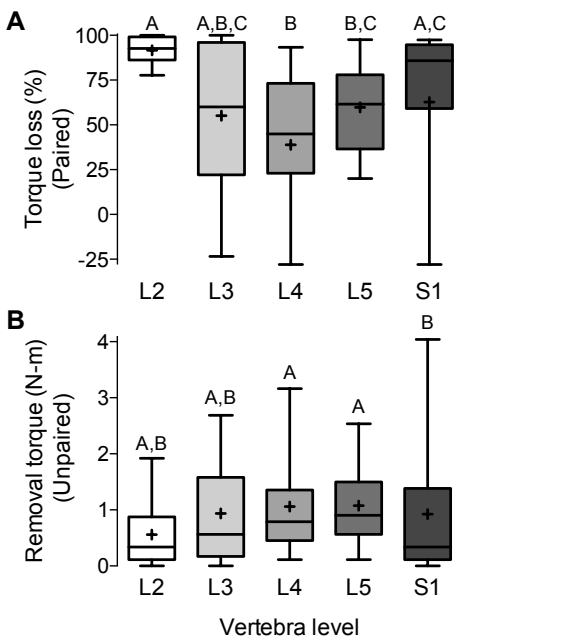 A
A A,B,C B B,C A,C
100
75
50
25
0
-25
Torque loss (%)
(Paired)
L2 L3 L4 L5 S1
B
B
A
A,B
A
A,B
4
3
2
1
0
Removal torque (N-m)
(Unpaired)
L2 L3 L4 L5 S1
Vertebra level